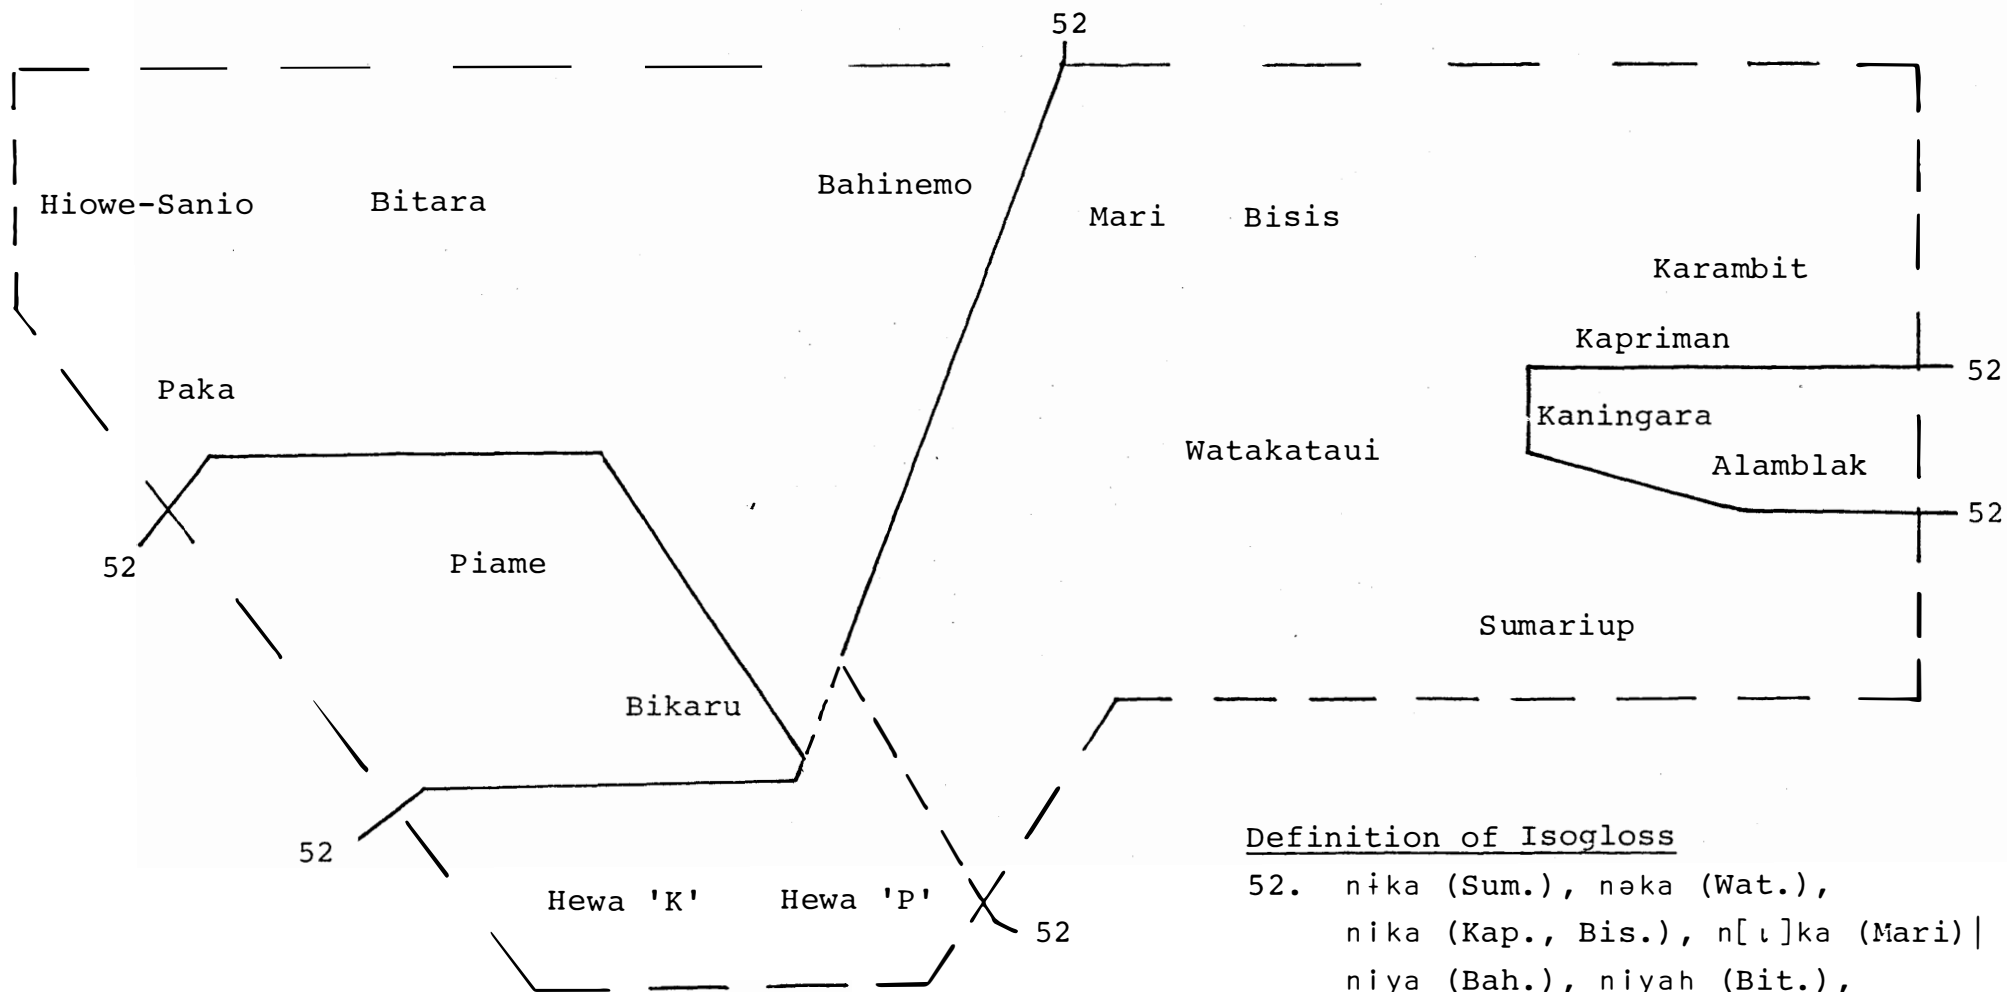 52
Bahinemo
Hiowe-Sanio Bitara
Mari Bisis
Karambit
Kapriman
52
Paka
Kaningara
Watakataui
Alamblak
52
52
Piame
Sumariup
Bikaru
52
Definition of Isogloss
Hewa 'K' Hewa 'P'
52
52. nɨka (Sum.), nəka (Wat.),
nika (Kap., Bis.), n[ɩ]ka (Mari)|
niya (Bah.), niyah (Bit.),